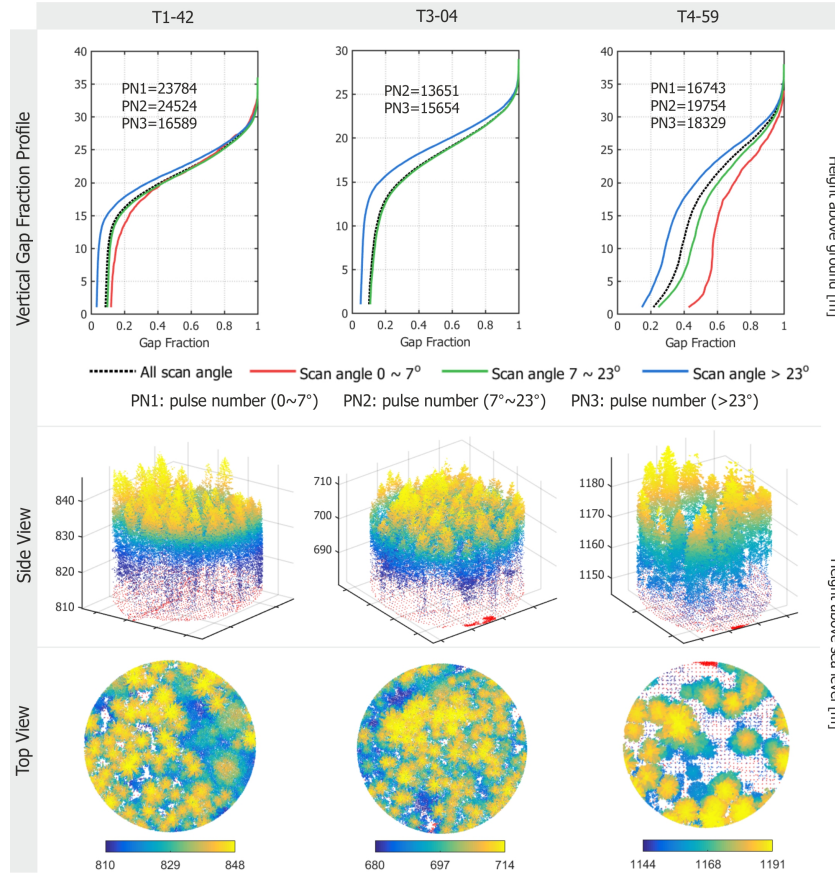 T1-42 T3-04 T4-59
Vertical Gap Fraction Profile
40
35
30
25
20
15
10
5
0
PN1=23784
PN2=24524
PN3=16589
0 0.2 0.4 0.6 0.8 1
Gap Fraction
30
25
20
15
10
5
0
PN2=13651
PN3=15654
0 0.2 0.4 0.6 0.8 1
Gap Fraction
40
35
30
25
20
15
10
5
0
PN1=16743
PN2=19754
PN3=18329
0 0.2 0.4 0.6 0.8 1
Gap Fraction
Height above ground [m]
All scan angle Scan angle 0 ~ 7° Scan angle 7 ~ 23° Scan angle > 23°
PN1: pulse number (0~7°) PN2: pulse number (7°~23°) PN3: pulse number (>23°)
Side View
840
830
820
810
710
700
690
1180
1170
1160
1150
Height above sea level [m]
Top View
810 829 848
680 697 714
1144 1168 1191